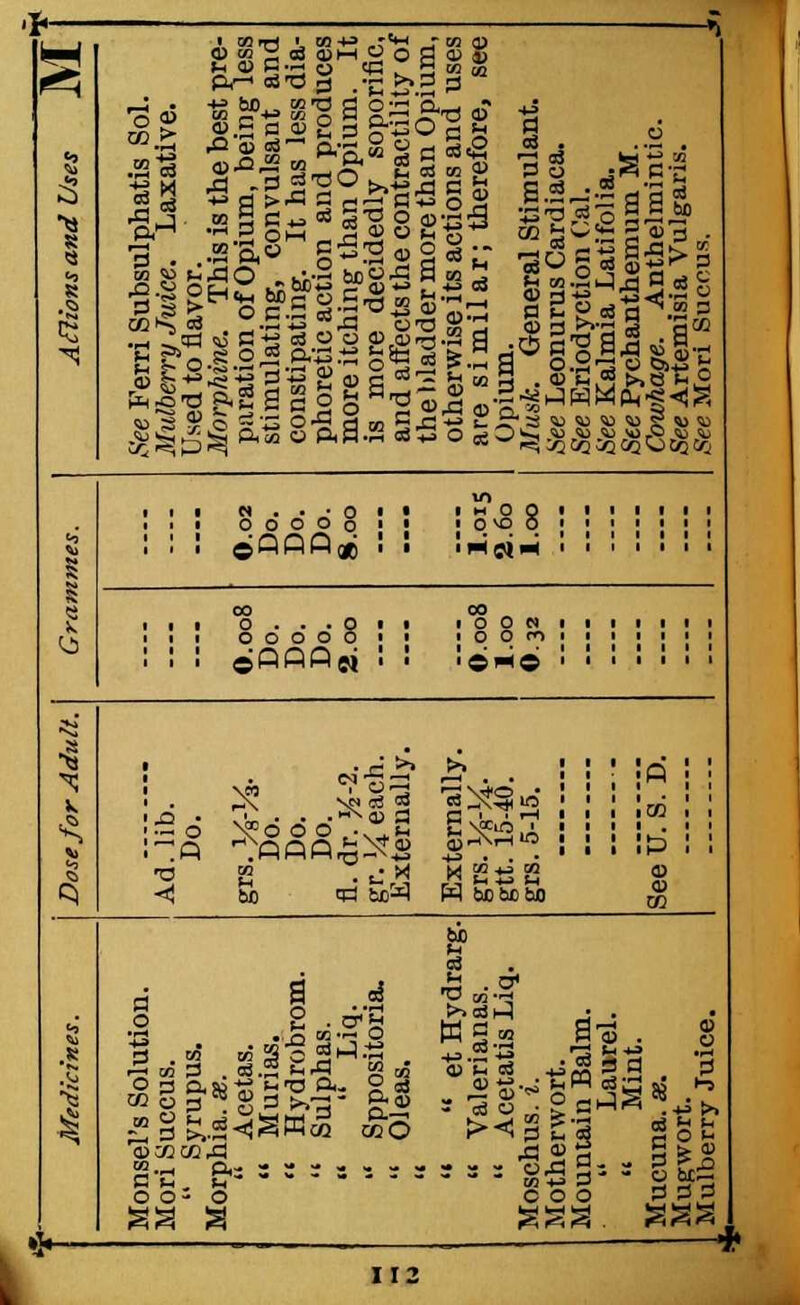 Medicines. Dose for Adult. Grammes. Actions and Uses M
Monsel's Solution. .... .... See Ferri Subsulphatis Sol.
Mori Succus. Ad. lib. .... .... Mulberry Juice. Laxative.
" Syrupus. Do. .... .... Used to flavor.
Morphia. æ. Morphine. This is the best pre-
" Acetas. grs. ⅛-⅓. 0.008 0.02 paration of Opium, being less
" Murias. Do. Do. Do. stimulating, convulsant and
" Hydrobrom. Do. Do. Do. constipating. It has less dia-
" Sulphas. Do. Do. Do. phoretic action and produces
" " Liq. fl. dr. ½-2. 2.00 8.00 more itching than Opium. It
" Sppositoria. gr. ¼ each. .... .... is more decidedly soporific,
" Oleas. Externally. .... .... and affects the contractility of
the bladder more than Opium,
" et Hydrarg. Externally. .... .... otherwise its actions and uses
" Valerianas. grs. ⅛-¼. 0.008 1.015 are similar; therefore, see
" Acetatis Liq. gtt. 15-40. 1.00 2.60 Opium.
Moschus. i. grs. 5-15. 0.32 1.00 Musk. General Stimulant.
Motherwort. .... .... See Leonurus Cardiaca.
Mountain Balm. .... .... See Eriodyction Cal.
" Laurel. .... .... See Kalmia Latifolia.
" Mint. .... .... See Pychanthemum M.
Mucuna. æ. See U. S. D. .... .... Cowhage. Anthelmintic.
Mugwort. .... .... See Artemisia Vulgaris.
Mulberry Juice. .... .... See Mori Succus.
112